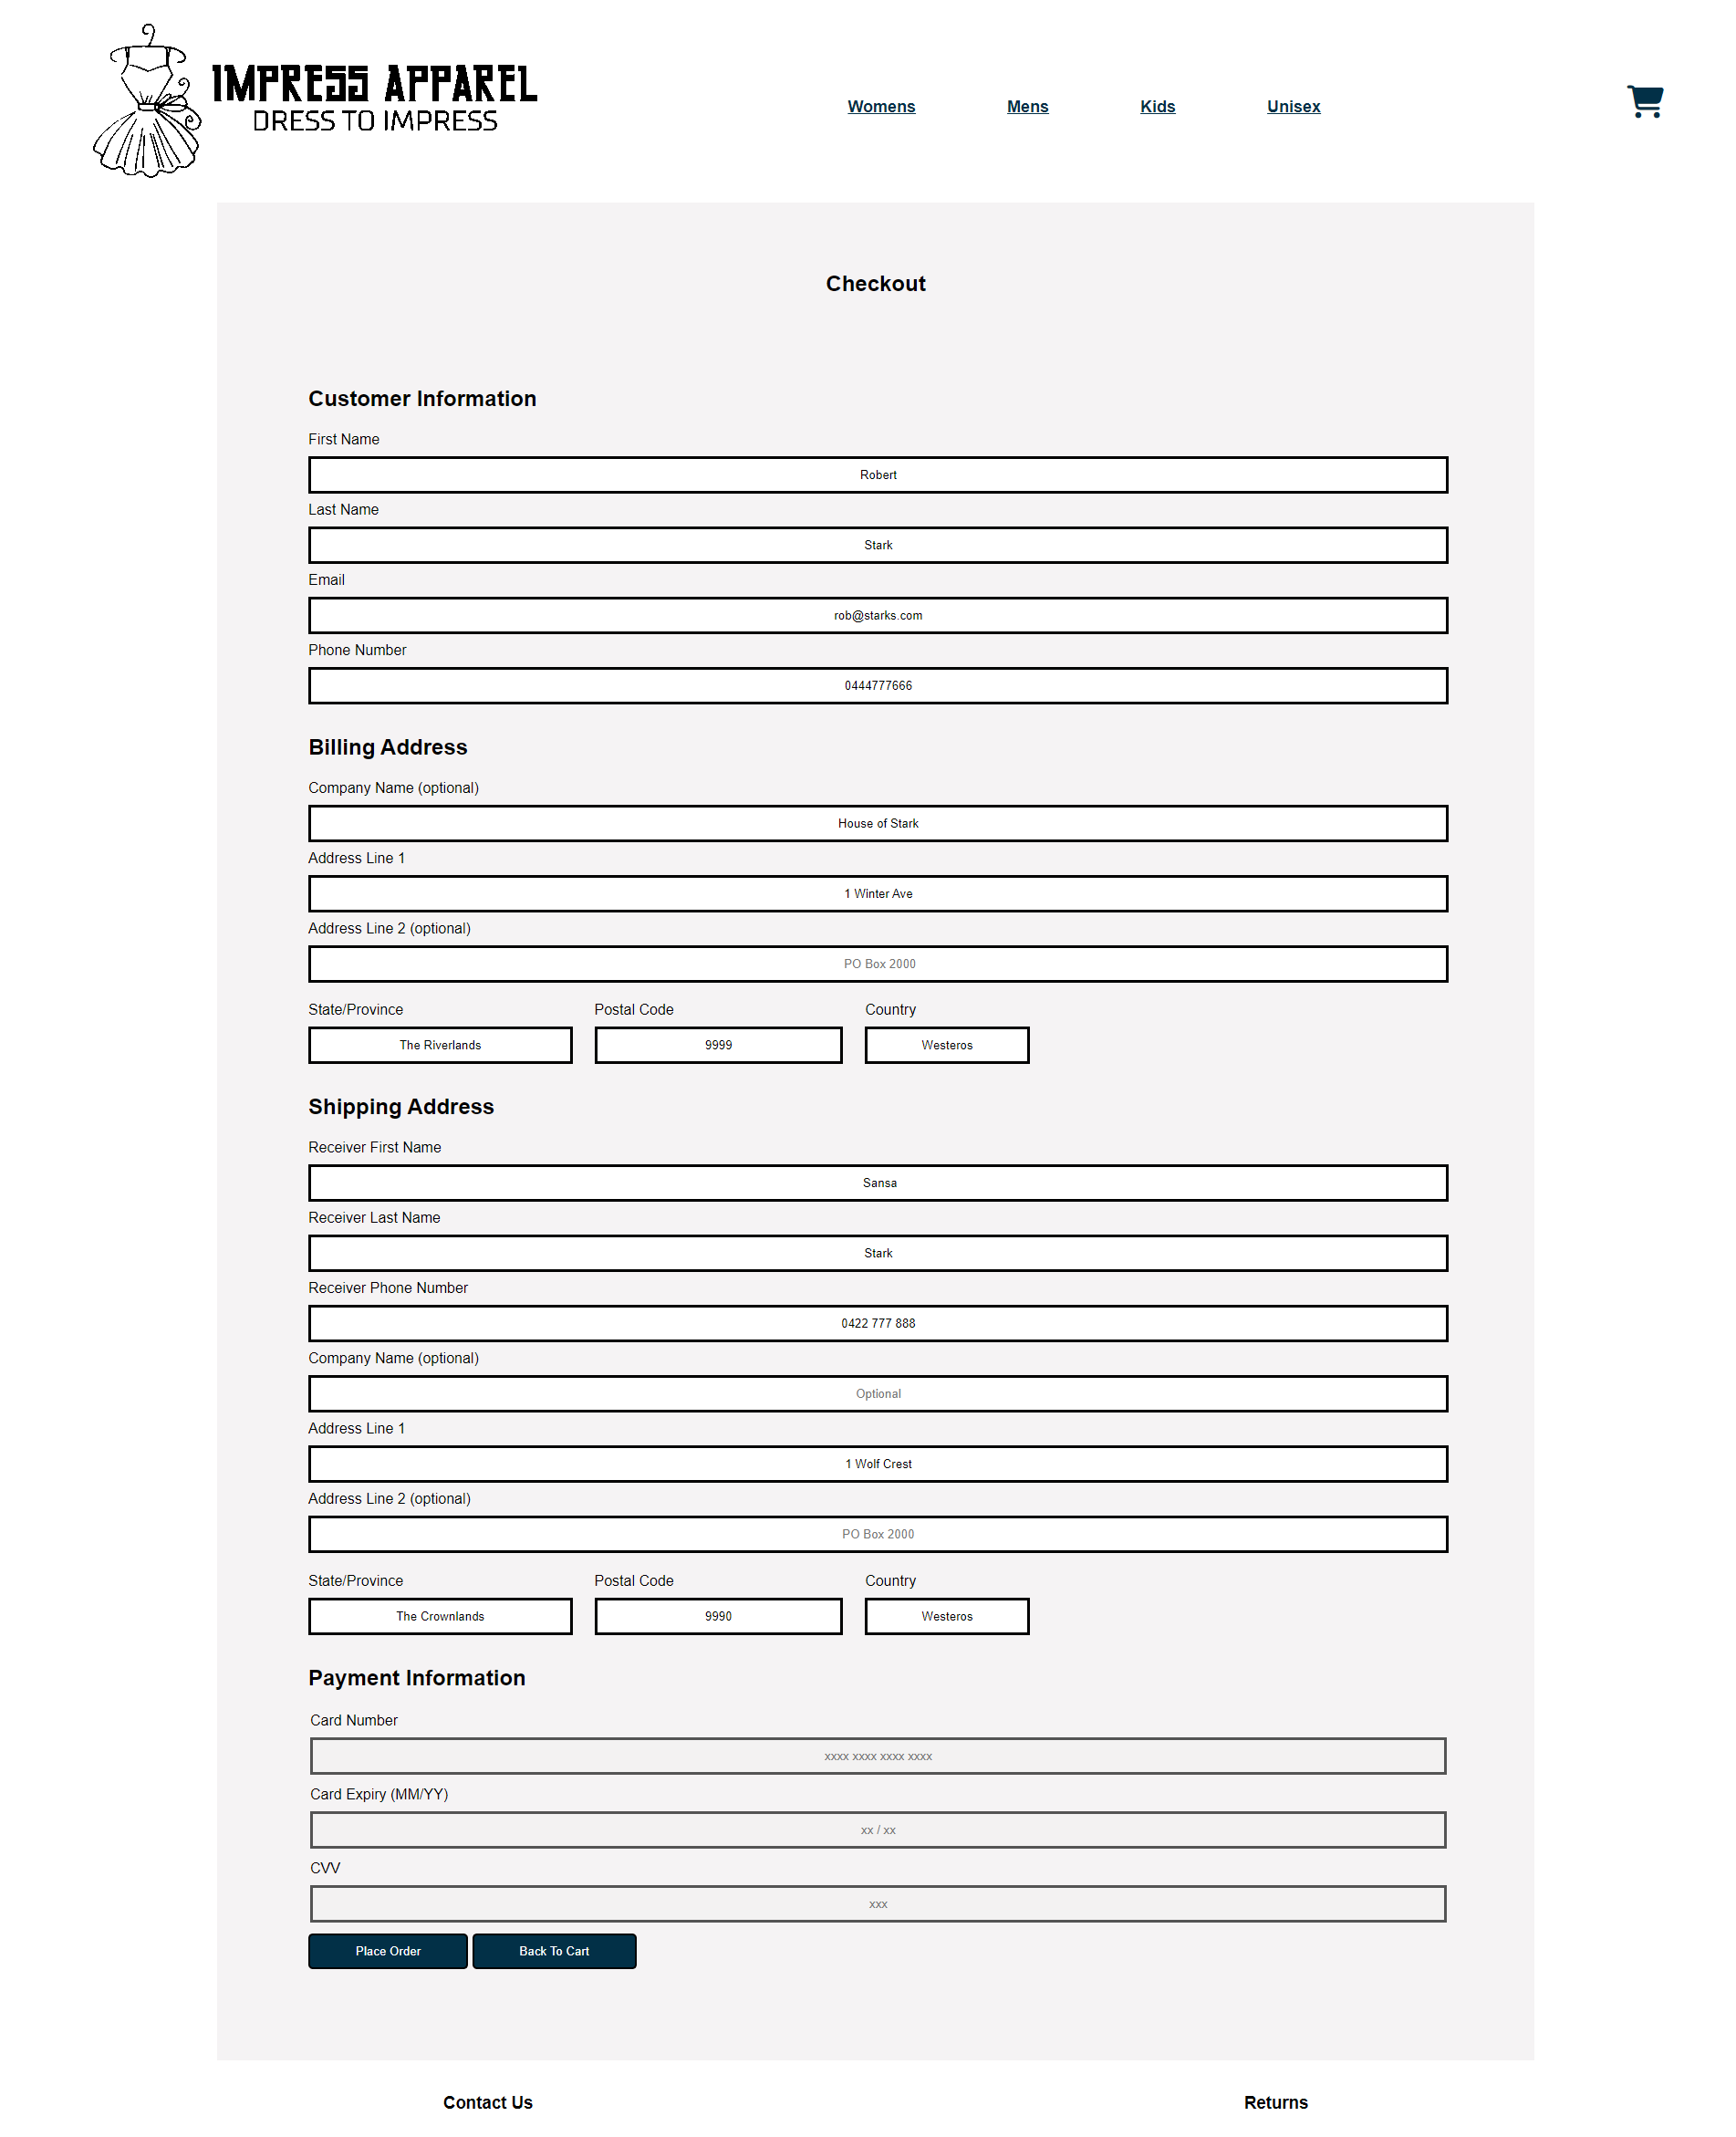 IMPRESS APPAREL
DRESS TO IMPRESS
Womens Mens Kids Unisex
Checkout
Customer Information
First Name
Robert
Last Name
Stark
Email
rob@starks.com
Phone Number
0444777666
Billing Address
Company Name (optional)
House of Stark
Address Line 1
1 Winter Ave
Address Line 2 (optional)
PO Box 2000
State/Province Postal Code Country
The Riverlands 9999 Westeros
Shipping Address
Receiver First Name
Sansa
Receiver Last Name
Stark
Receiver Phone Number
0422 777 888
Company Name (optional)
Optional
Address Line 1
1 Wolf Crest
Address Line 2 (optional)
PO Box 2000
State/Province Postal Code Country
The Crownlands 9990 Westeros
Payment Information
Card Number
xxxx xxxx xxxx xxxx
Card Expiry (MM/YY)
xx / xx
CVV
xxx
Place Order Back To Cart
Contact Us Returns